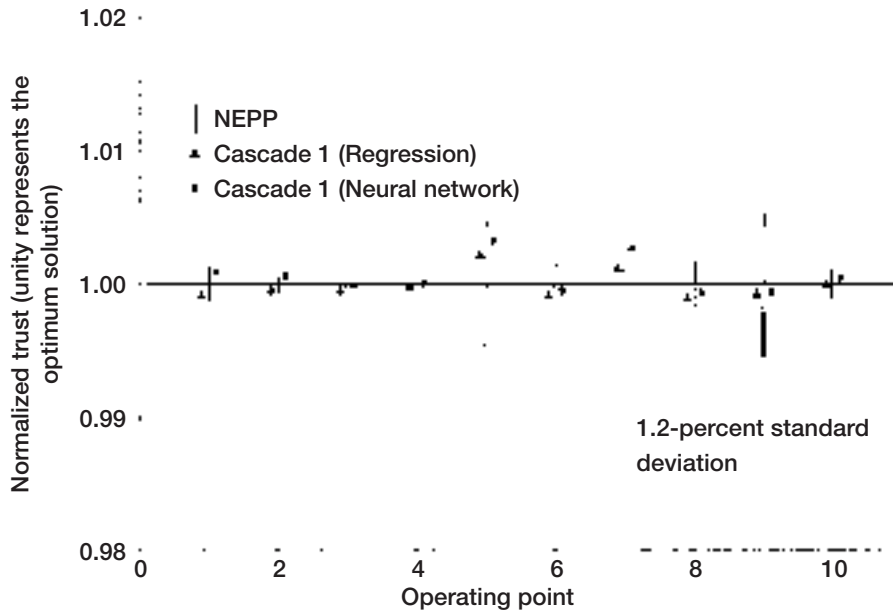 1.02
NEPP
1.01
Cascade 1 (Regression)
Cascade 1 (Neural network)
Normalized trust (unity represents the
optimum solution)
1.00
0.99
1.2-percent standard
deviation
0.98
0 2 4 6 8 10
Operating point